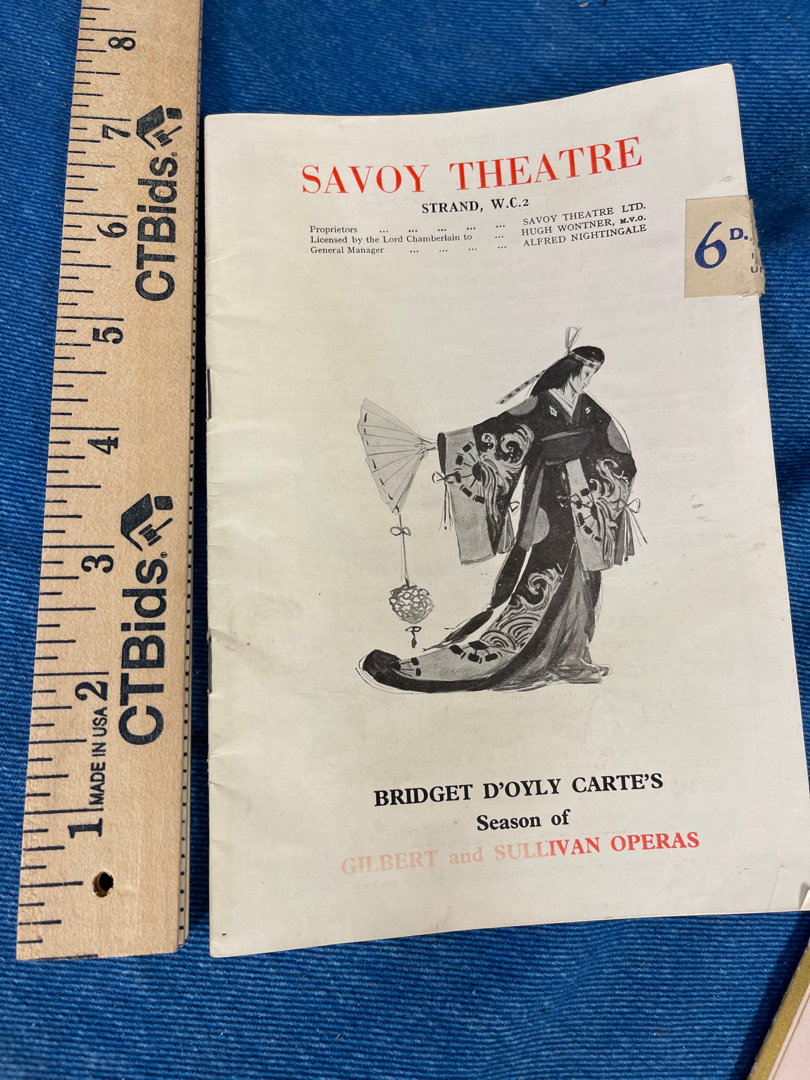 SAVOY THEATRE
STRAND, W.C.2
Proprietors ... ... ... ... ... SAVOY THEATRE LTD.
Licensed by the Lord Chamberlain to ... HUGH WONTNER, M.V.O.
General Manager ... ... ... ... ALFRED NIGHTINGALE
6D.
BRIDGET D'OYLY CARTE'S
Season of
GILBERT and SULLIVAN OPERAS
8
7
6
5
4
3
2
1
CTBids.
CTBids.
MADE IN USA